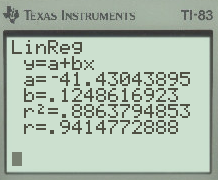 TEXAS INSTRUMENTS TI-83
LinReg
y=a+bx
a=-41.43043895
b=.1248616923
r²=.8863794853
r=.9414772888